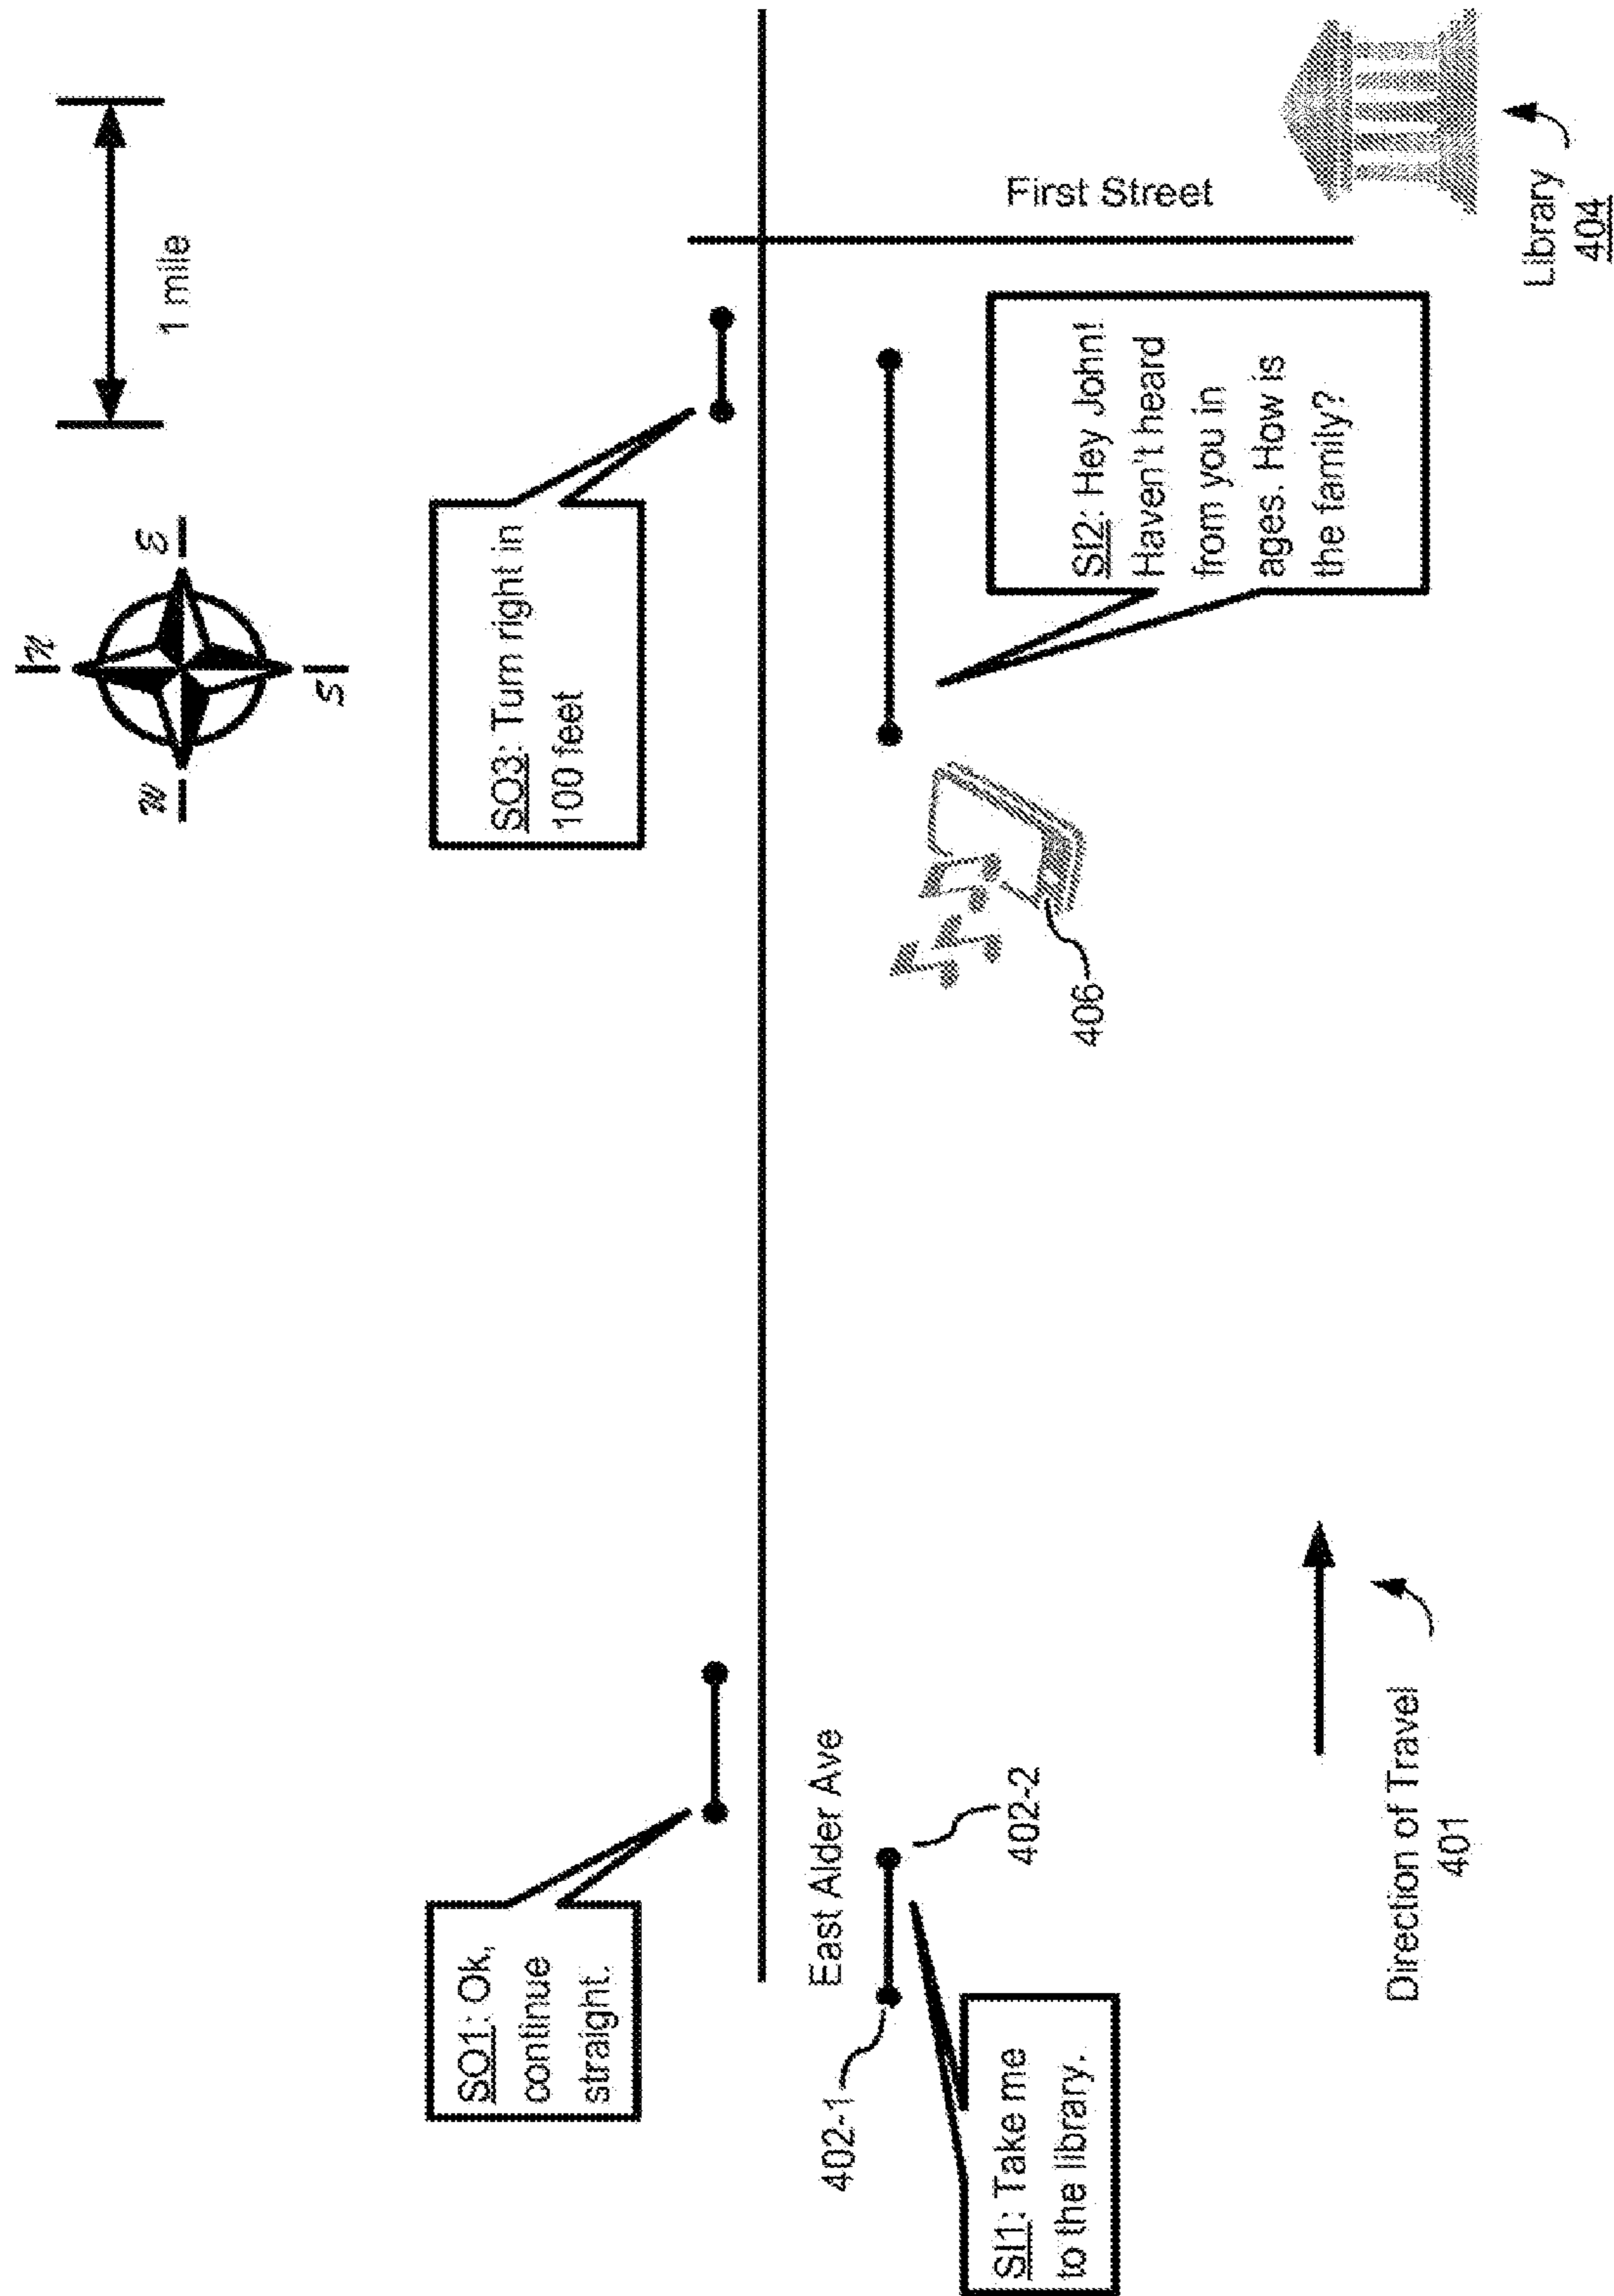 N
W
E
S
1 mile
SO1: Ok,
continue
straight.
SO3: Turn right in
100 feet
East Alder Ave
First Street
402-1
402-2
SI1: Take me
to the library.
406
SI2: Hey John!
Haven't heard
from you in
ages. How is
the family?
Direction of Travel
401
Library
404